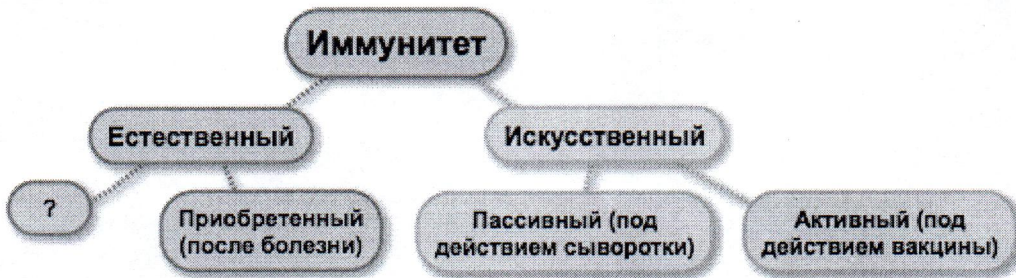 Иммунитет
Естественный
Искусственный
?
Приобретенный
(после болезни)
Пассивный (под
действием сыворотки)
Активный (под
действием вакцины)